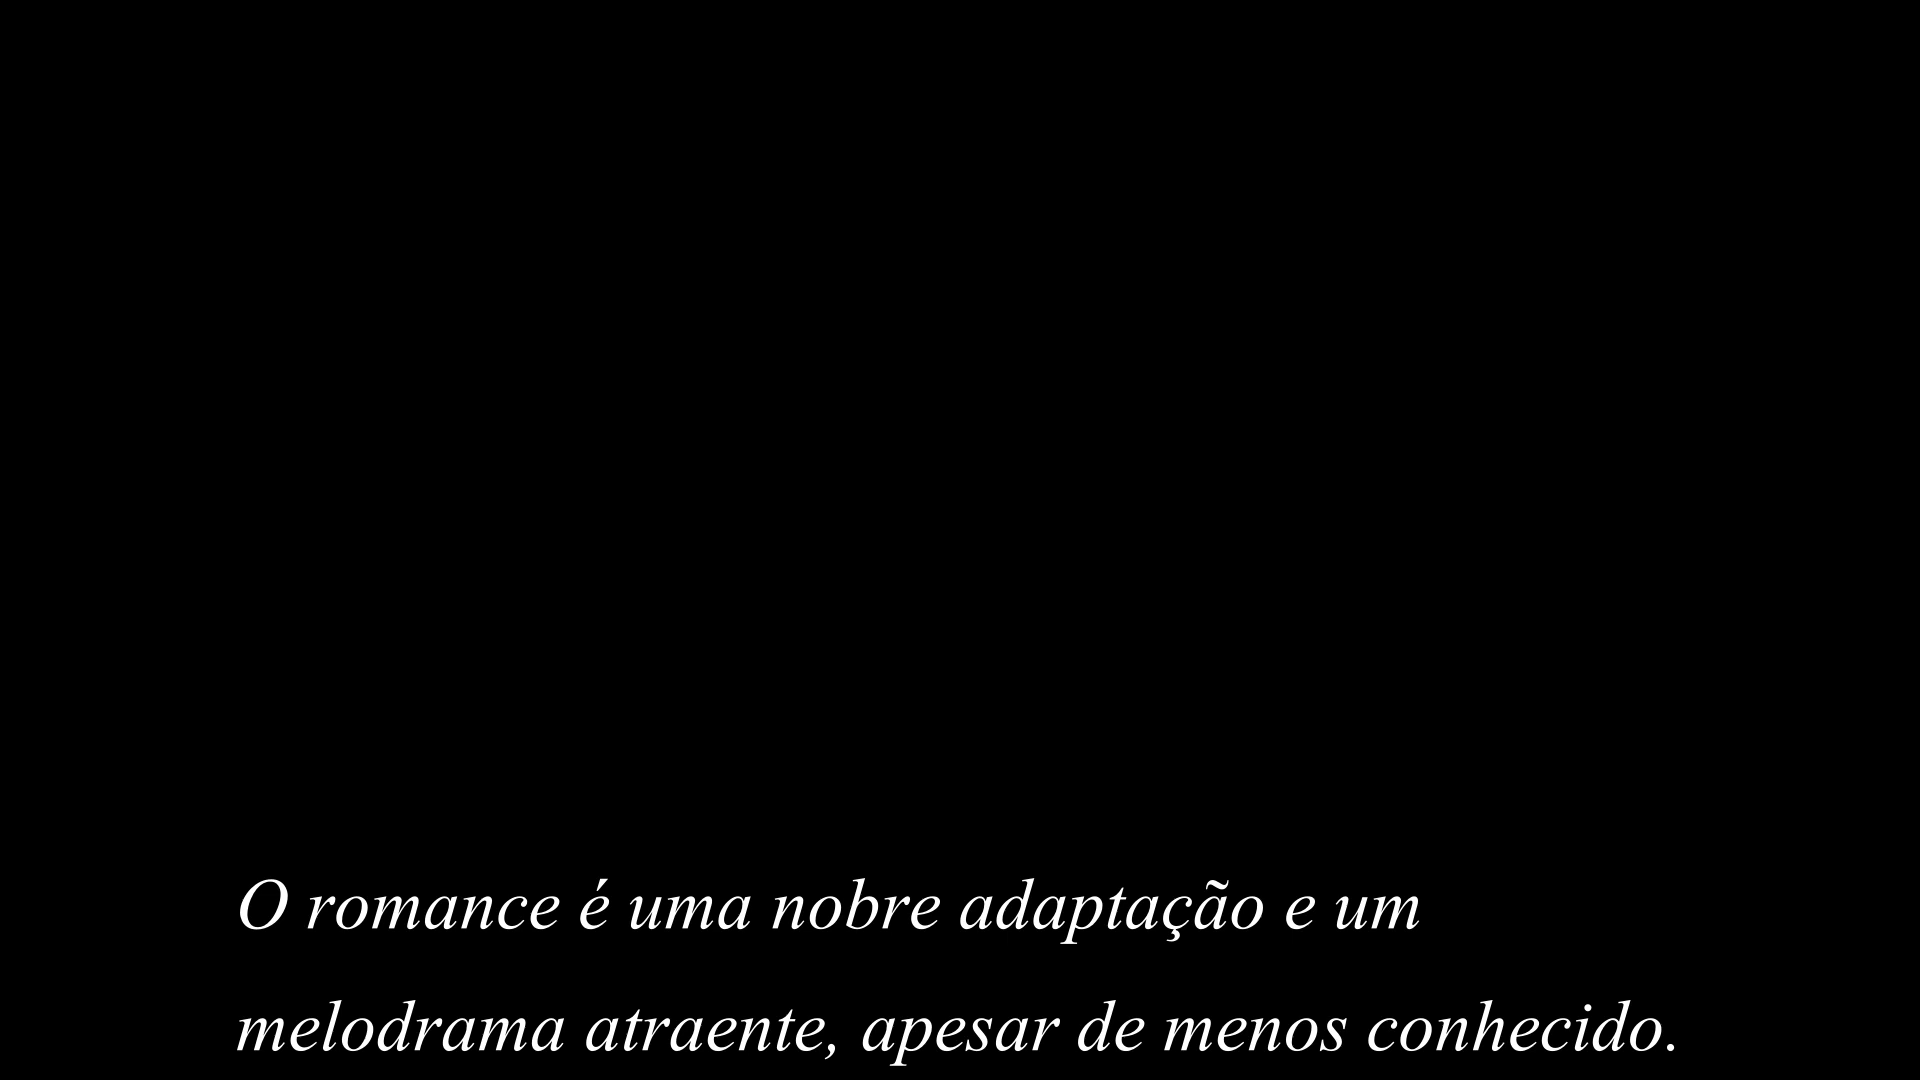 O romance é uma nobre adaptação e um
melodrama atraente, apesar de menos conhecido.